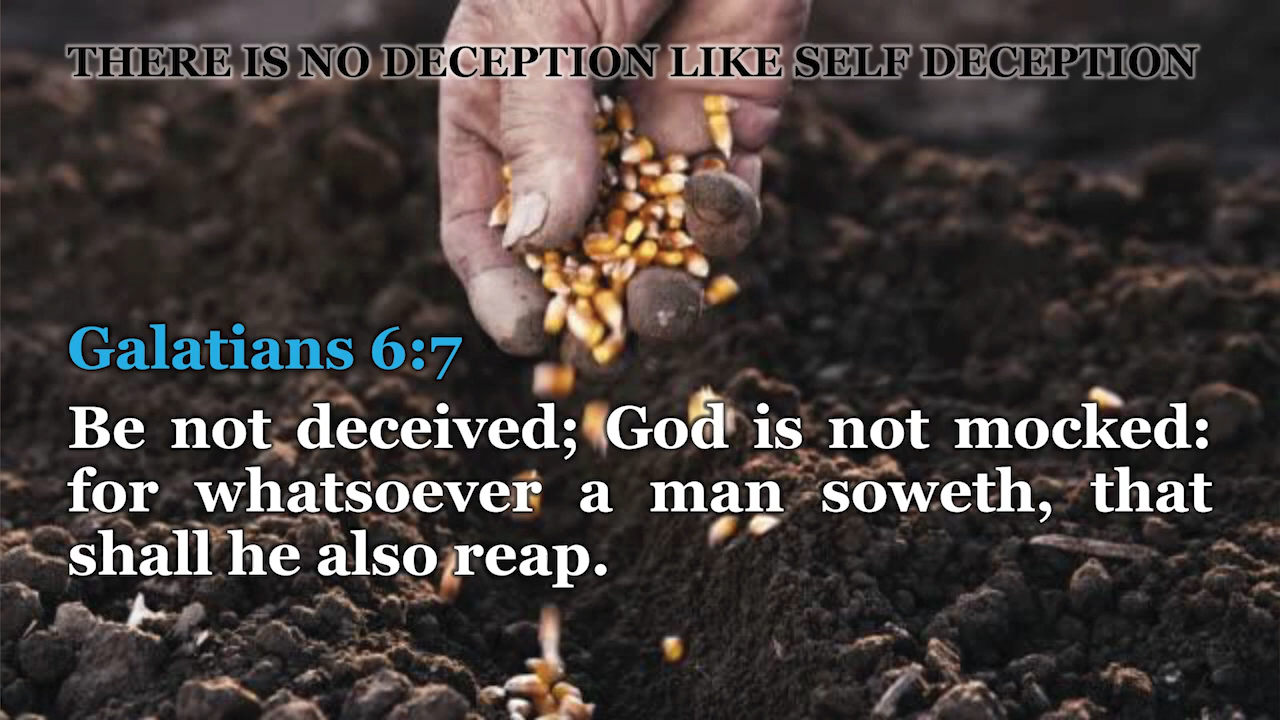 THERE IS NO DECEPTION LIKE SELF DECEPTION
Galatians 6:7
Be not deceived; God is not mocked:
for whatsoever a man soweth, that
shall he also reap.